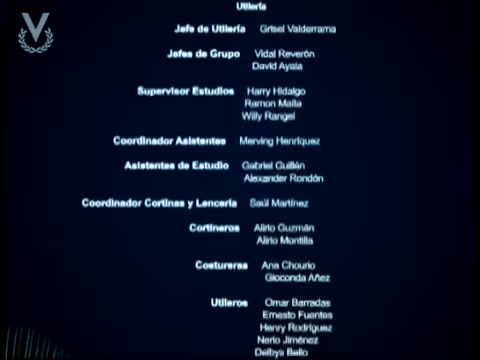 Utilería
Jefe de Utilería Grisel Valderrama
Jefes de Grupo Vidal Reverón
David Ayala
Supervisor Estudios Harry Hidalgo
Ramon Maita
Willy Rangel
Coordinador Asistentes Merving Henríquez
Asistentes de Estudio Gabriel Guillán
Alexander Rondón
Coordinador Cortinas y Lencería Saúl Martínez
Cortineros Alirio Guzmán
Alirio Montilla
Costureras Ana Chourio
Gioconda Añez
Utileros Omar Barradas
Ernesto Fuentes
Henry Rodríguez
Nerio Jiménez
Delbys Bello